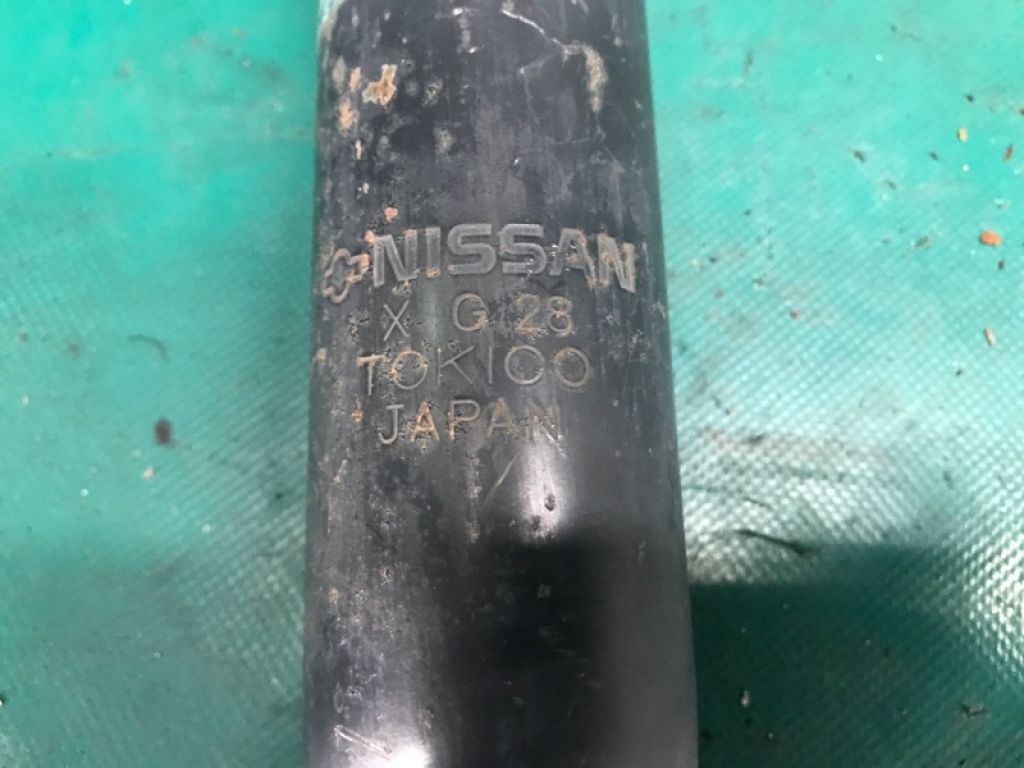 NISSAN
X G 28
TOKICO
JAPAN